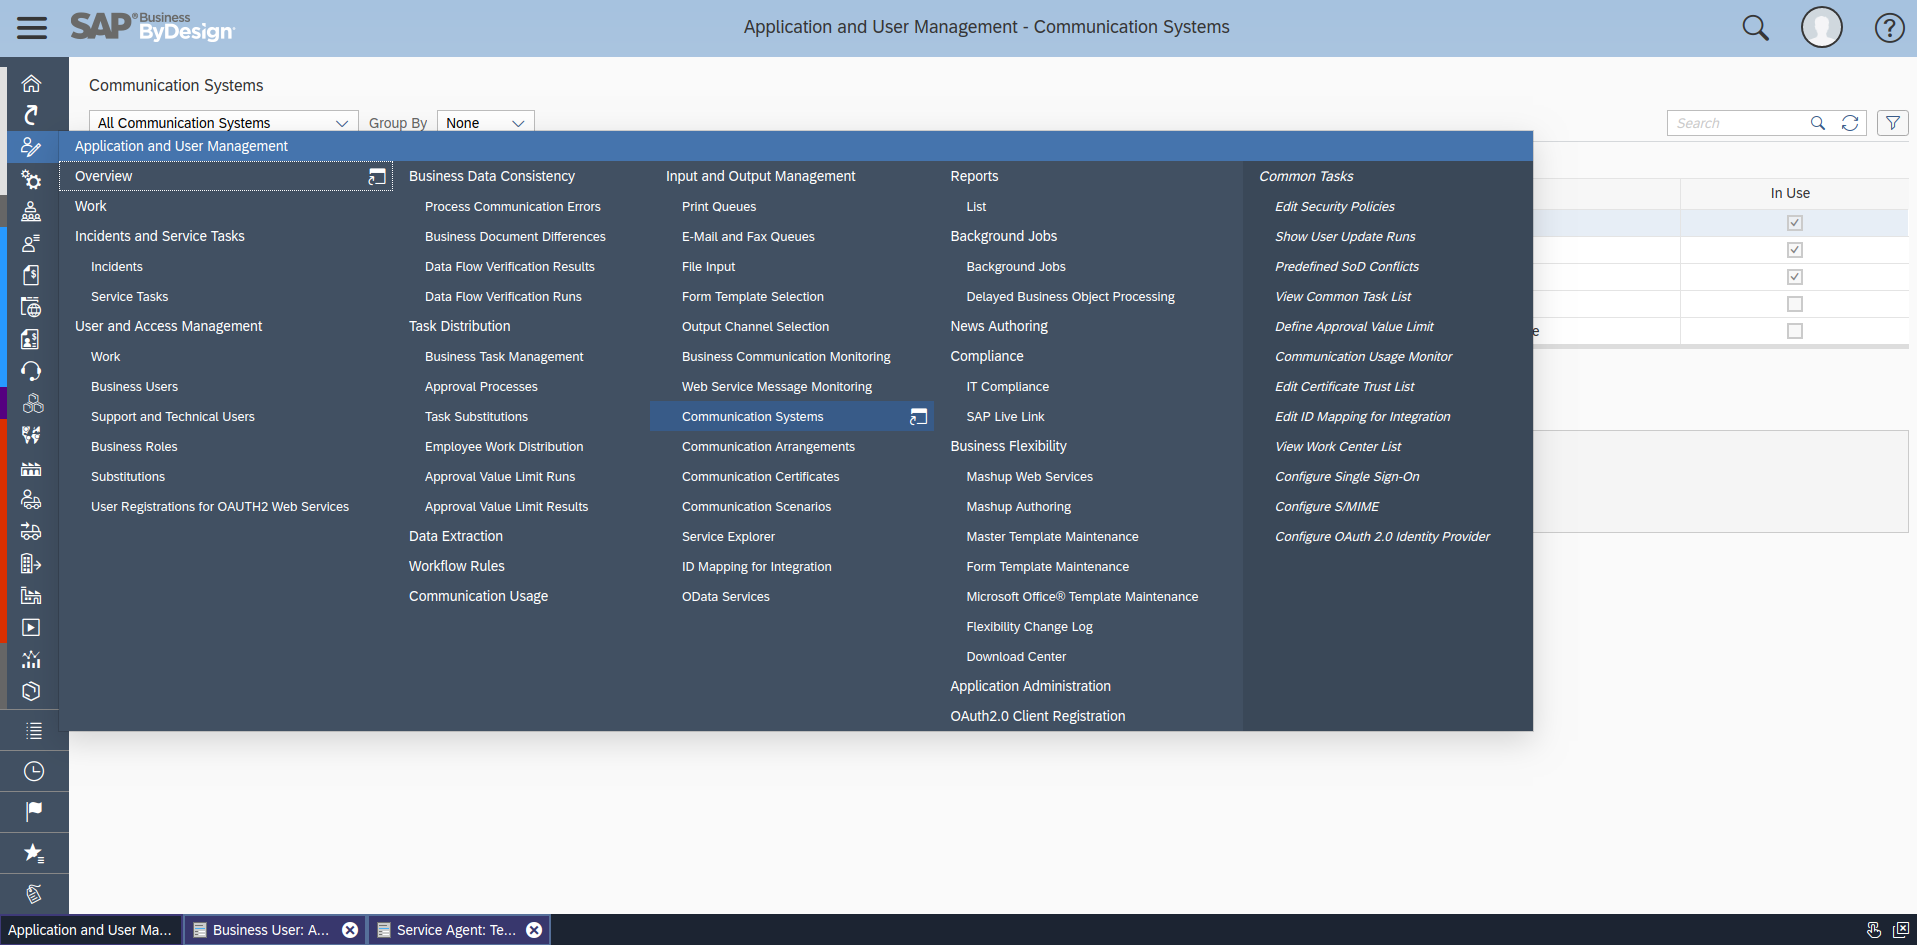 SAP Business ByDesign
Application and User Management - Communication Systems
Communication Systems
All Communication Systems
Group By
None
Search
Application and User Management
Overview
Work
Incidents and Service Tasks
Incidents
Service Tasks
User and Access Management
Work
Business Users
Support and Technical Users
Business Roles
Substitutions
User Registrations for OAUTH2 Web Services
Business Data Consistency
Process Communication Errors
Business Document Differences
Data Flow Verification Results
Data Flow Verification Runs
Task Distribution
Business Task Management
Approval Processes
Task Substitutions
Employee Work Distribution
Approval Value Limit Runs
Approval Value Limit Results
Data Extraction
Workflow Rules
Communication Usage
Input and Output Management
Print Queues
E-Mail and Fax Queues
File Input
Form Template Selection
Output Channel Selection
Business Communication Monitoring
Web Service Message Monitoring
Communication Systems
Communication Arrangements
Communication Certificates
Communication Scenarios
Service Explorer
ID Mapping for Integration
OData Services
Reports
List
Background Jobs
Background Jobs
Delayed Business Object Processing
News Authoring
Compliance
IT Compliance
SAP Live Link
Business Flexibility
Mashup Web Services
Mashup Authoring
Master Template Maintenance
Form Template Maintenance
Microsoft Office® Template Maintenance
Flexibility Change Log
Download Center
Application Administration
OAuth2.0 Client Registration
Common Tasks
Edit Security Policies
Show User Update Runs
Predefined SoD Conflicts
View Common Task List
Define Approval Value Limit
Communication Usage Monitor
Edit Certificate Trust List
Edit ID Mapping for Integration
View Work Center List
Configure Single Sign-On
Configure S/MIME
Configure OAuth 2.0 Identity Provider
In Use
e
Application and User Ma...
Business User: A...
Service Agent: Te...